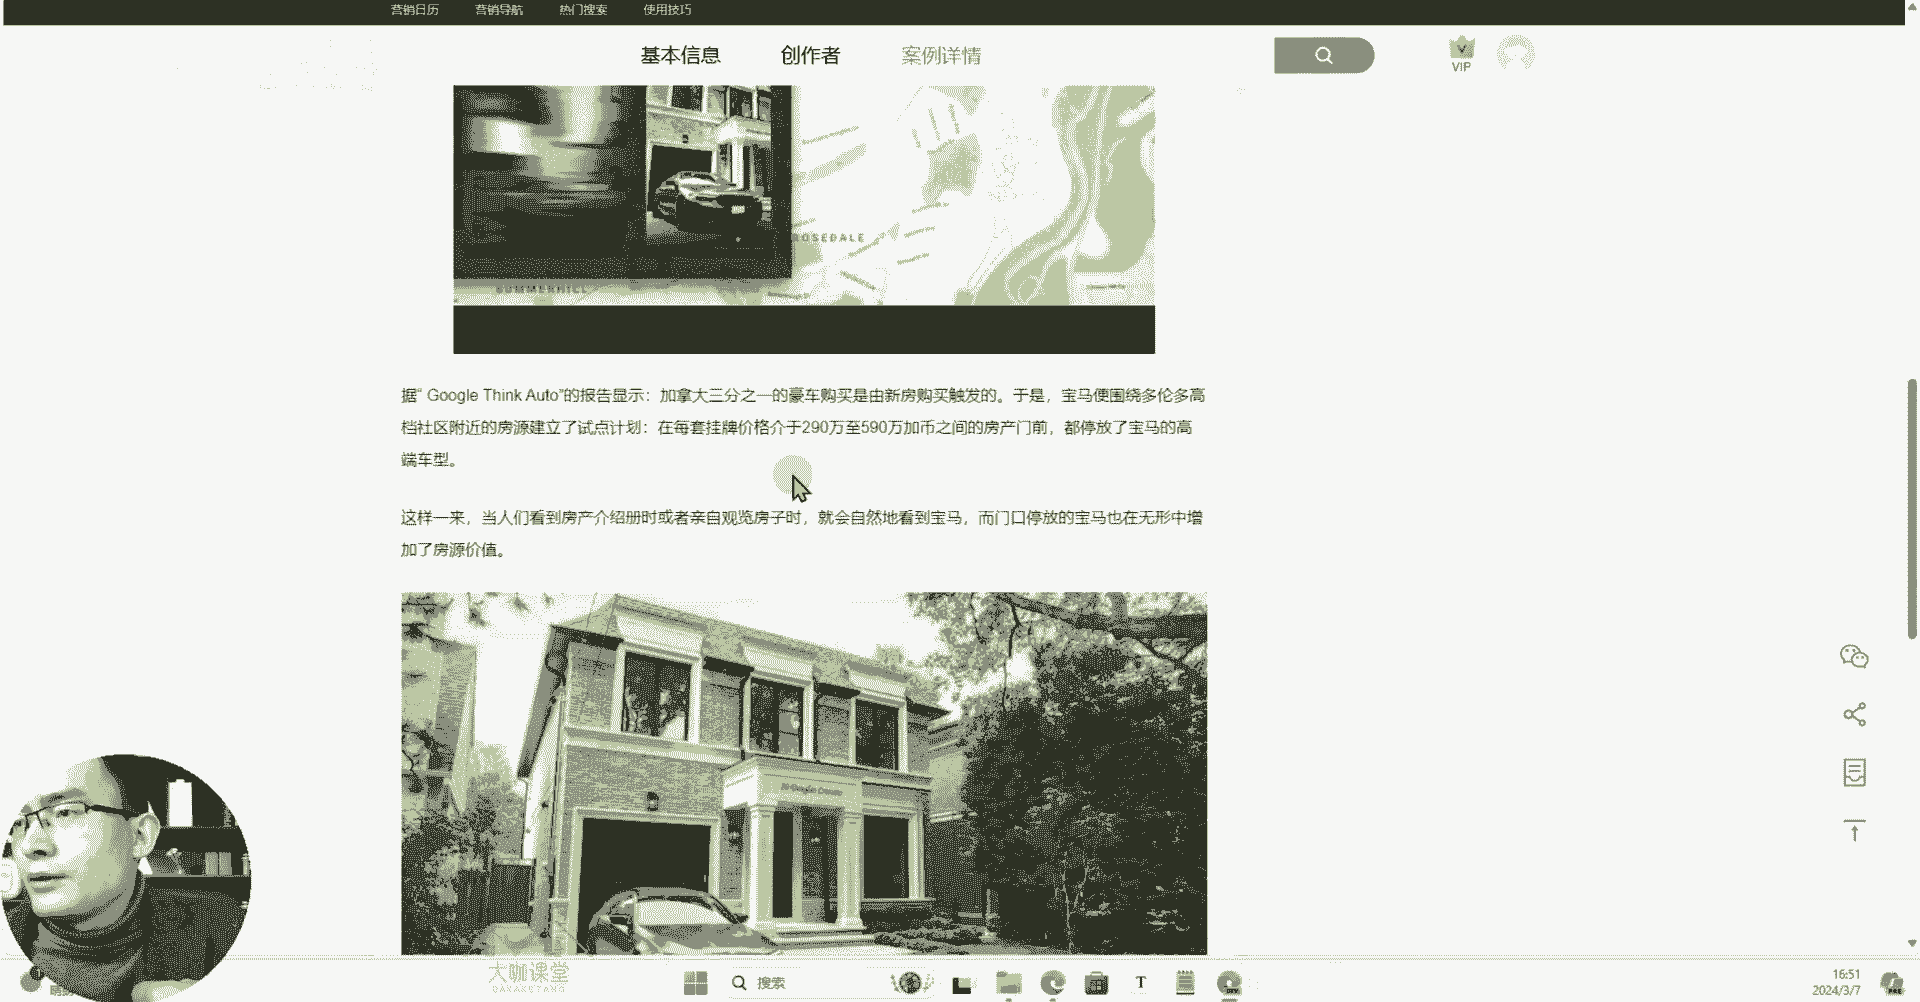 营销日历 营销导航 热门搜索 使用技巧
基本信息 创作者 案例详情
VIP
ROSEDALE
SUMMERHILL
据“ Google Think Auto”的报告显示：加拿大三分之一的豪车购买是由新房购买触发的。于是，宝马便围绕多伦多高
档社区附近的房源建立了试点计划：在每套挂牌价格介于290万至590万加币之间的房产门前，都停放了宝马的高
端车型。
这样一来，当人们看到房产介绍册时或者亲自观览房子时，就会自然地看到宝马，而门口停放的宝马也在无形中增
加了房源价值。
大咖课堂
DAKAKETANG
搜索
16:51
2024/3/7